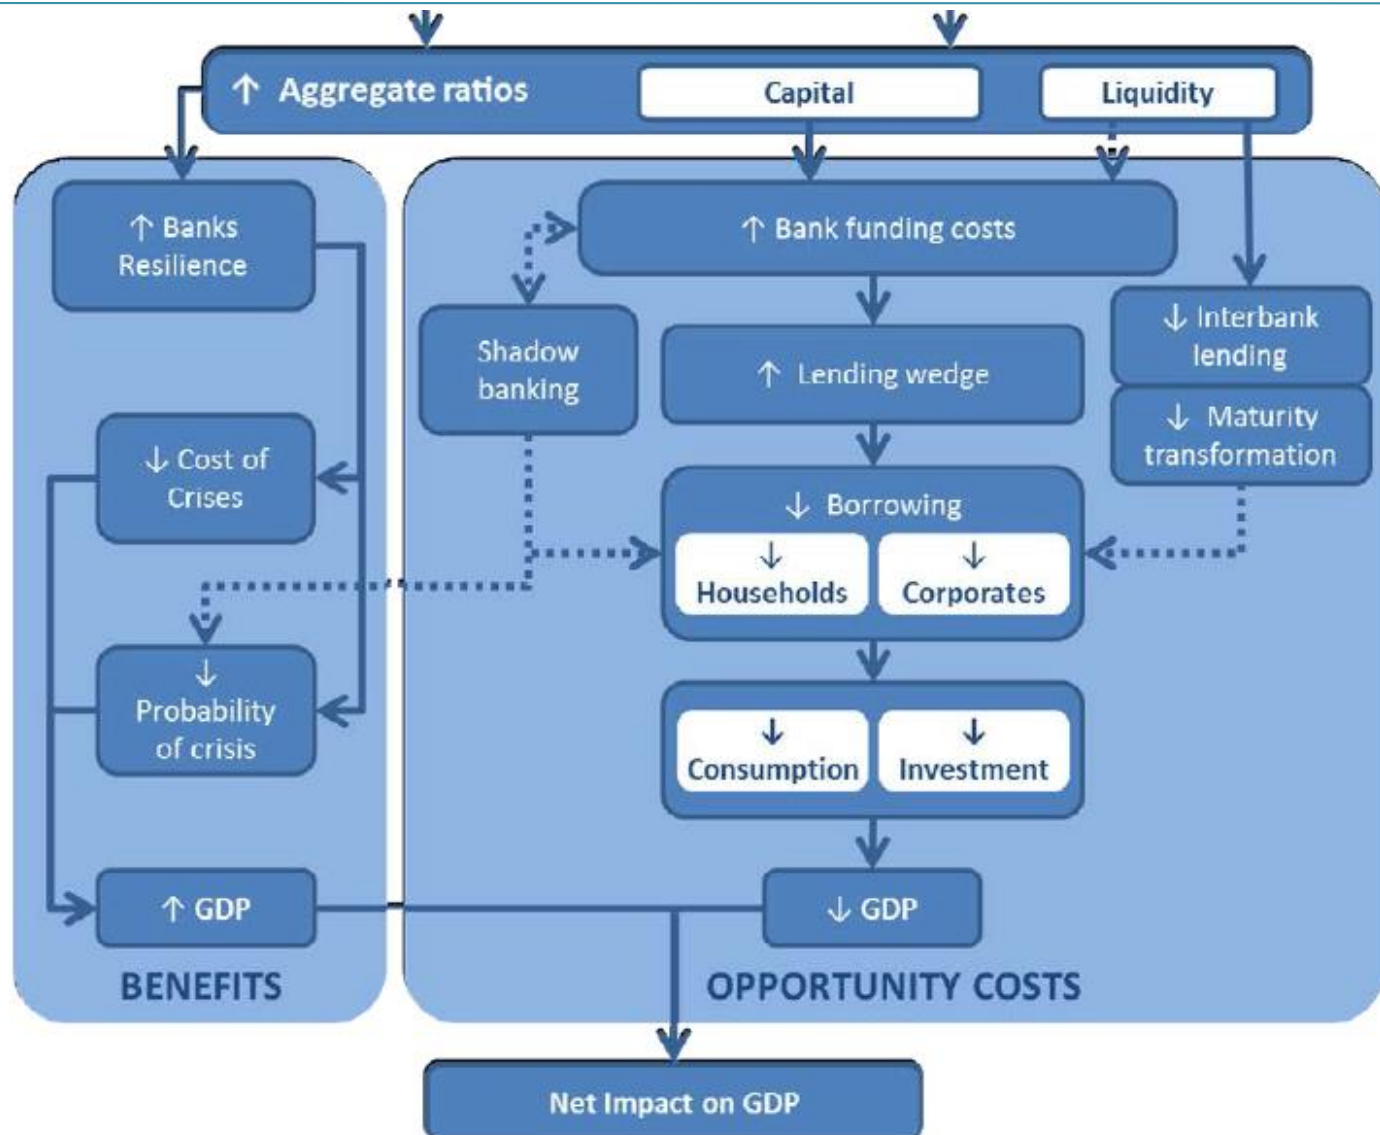 ↑ Aggregate ratios
Capital
Liquidity
↑ Banks
Resilience
↑ Bank funding costs
Shadow
banking
↑ Lending wedge
↓ Interbank
lending
↓ Maturity
transformation
↓ Cost of
Crises
↓ Borrowing
↓
Households
↓
Corporates
↓
Probability
of crisis
↓
Consumption
↓
Investment
↑ GDP
↓ GDP
BENEFITS
OPPORTUNITY COSTS
Net Impact on GDP